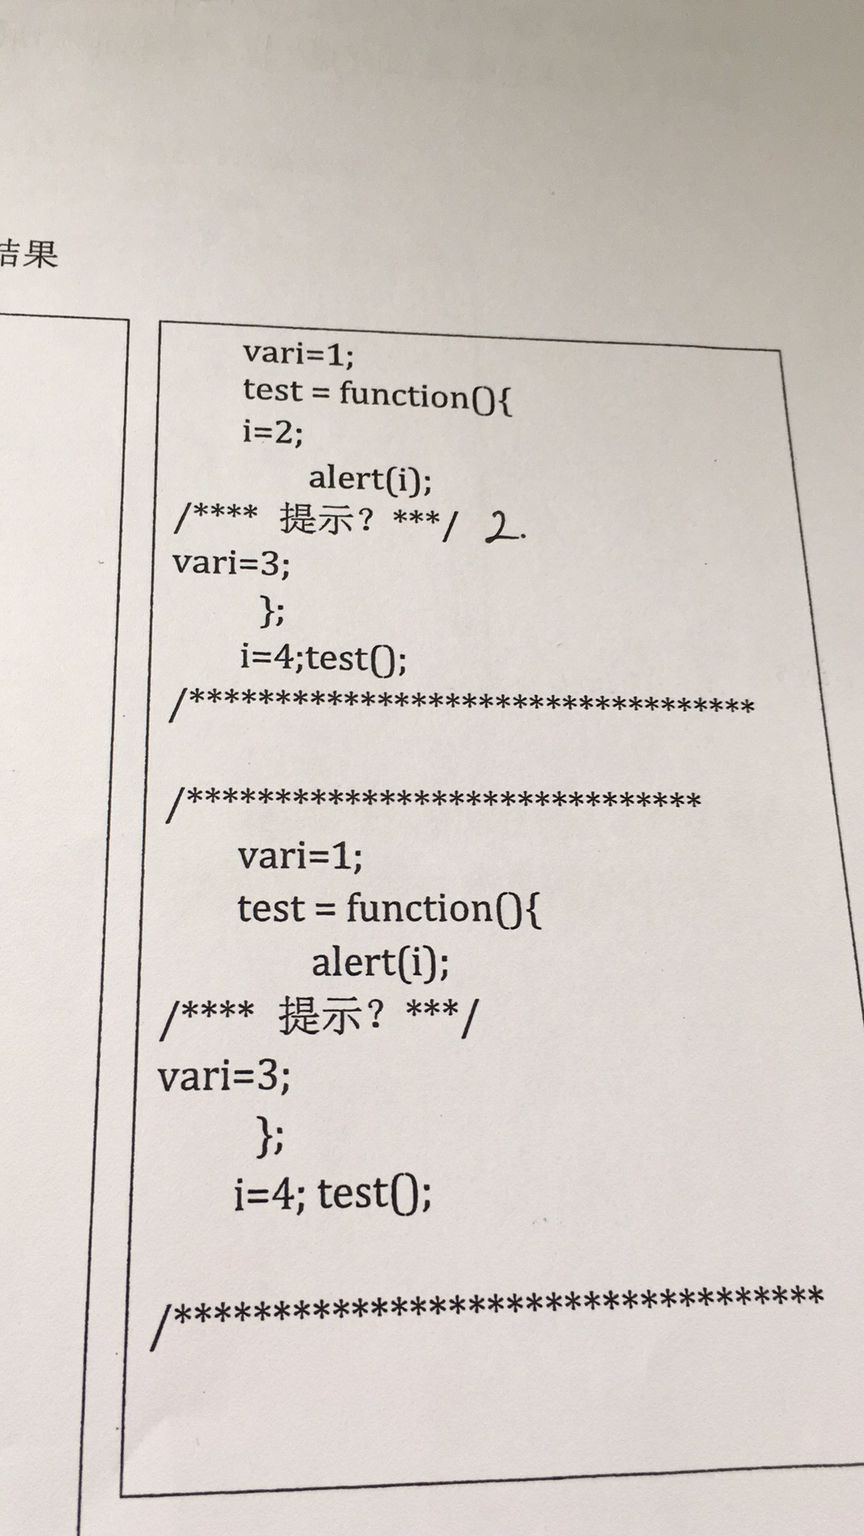 结果
vari=1;
test = function(){
i=2;
alert(i);
/**** 提示？ ***/ 2.
vari=3;
};
i=4;test();
/*********************************
/******************************
vari=1;
test = function(){
alert(i);
/**** 提示？ ***/
vari=3;
};
i=4; test();
/*********************************